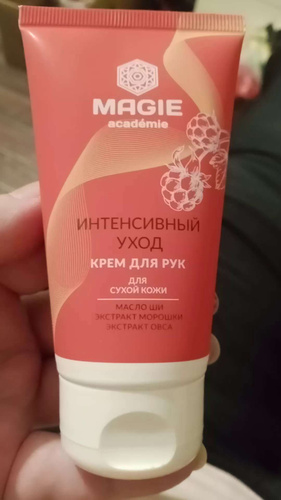 MAGIE
académie
ИНТЕНСИВНЫЙ
УХОД
КРЕМ ДЛЯ РУК
ДЛЯ
СУХОЙ КОЖИ
МАСЛО ШИ
ЭКСТРАКТ МОРОШКИ
ЭКСТРАКТ ОВСА